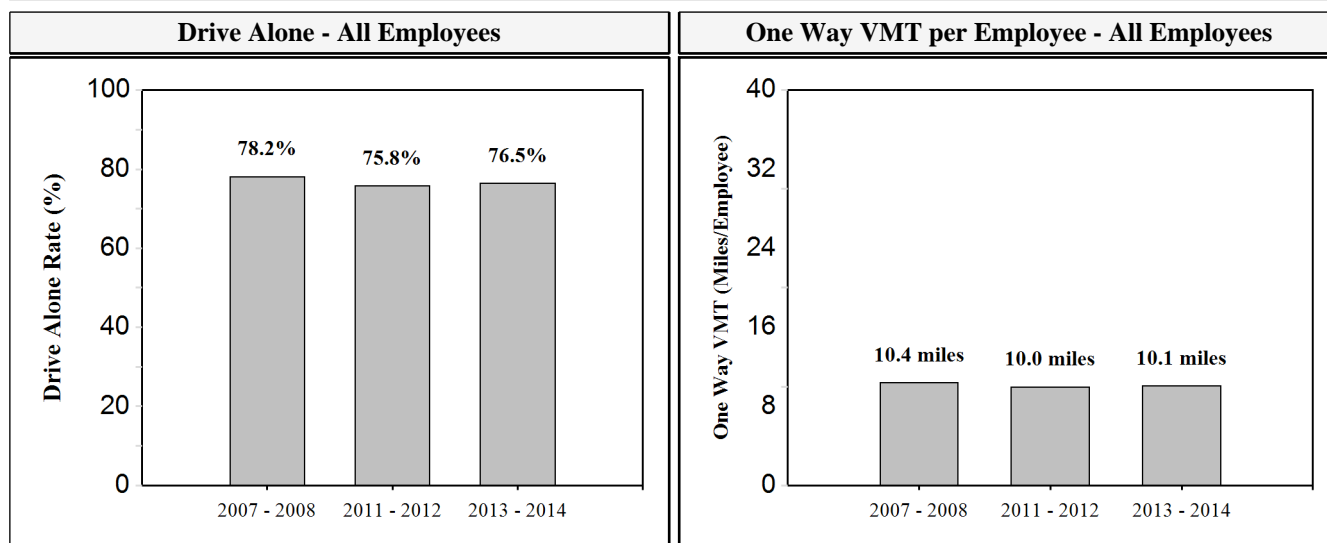 Drive Alone - All Employees
One Way VMT per Employee - All Employees
Drive Alone Rate (%)
100
80
60
40
20
0
78.2%
75.8%
76.5%
2007 - 2008
2011 - 2012
2013 - 2014
One Way VMT (Miles/Employee)
40
32
24
16
8
0
10.4 miles
10.0 miles
10.1 miles
2007 - 2008
2011 - 2012
2013 - 2014